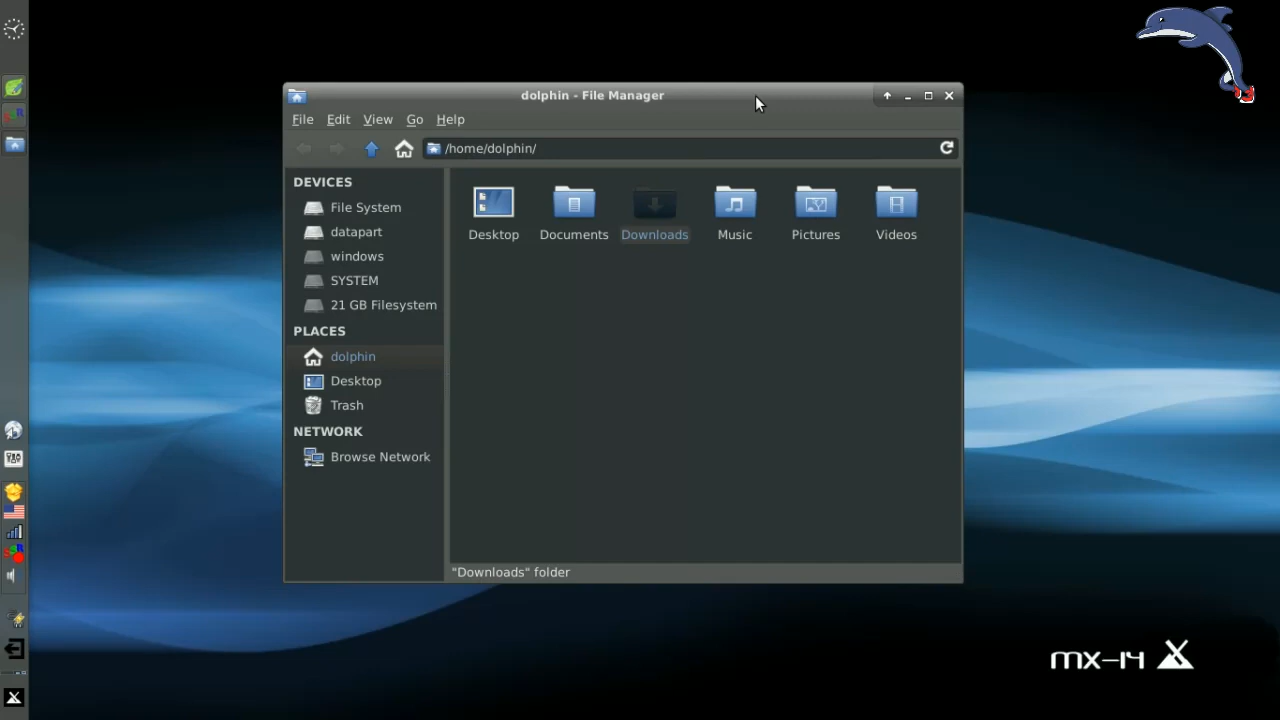 dolphin - File Manager
File Edit View Go Help
/home/dolphin/
DEVICES
File System
datapart
windows
SYSTEM
21 GB Filesystem
PLACES
dolphin
Desktop
Trash
NETWORK
Browse Network
Desktop Documents Downloads Music Pictures Videos
"Downloads" folder
mx-14